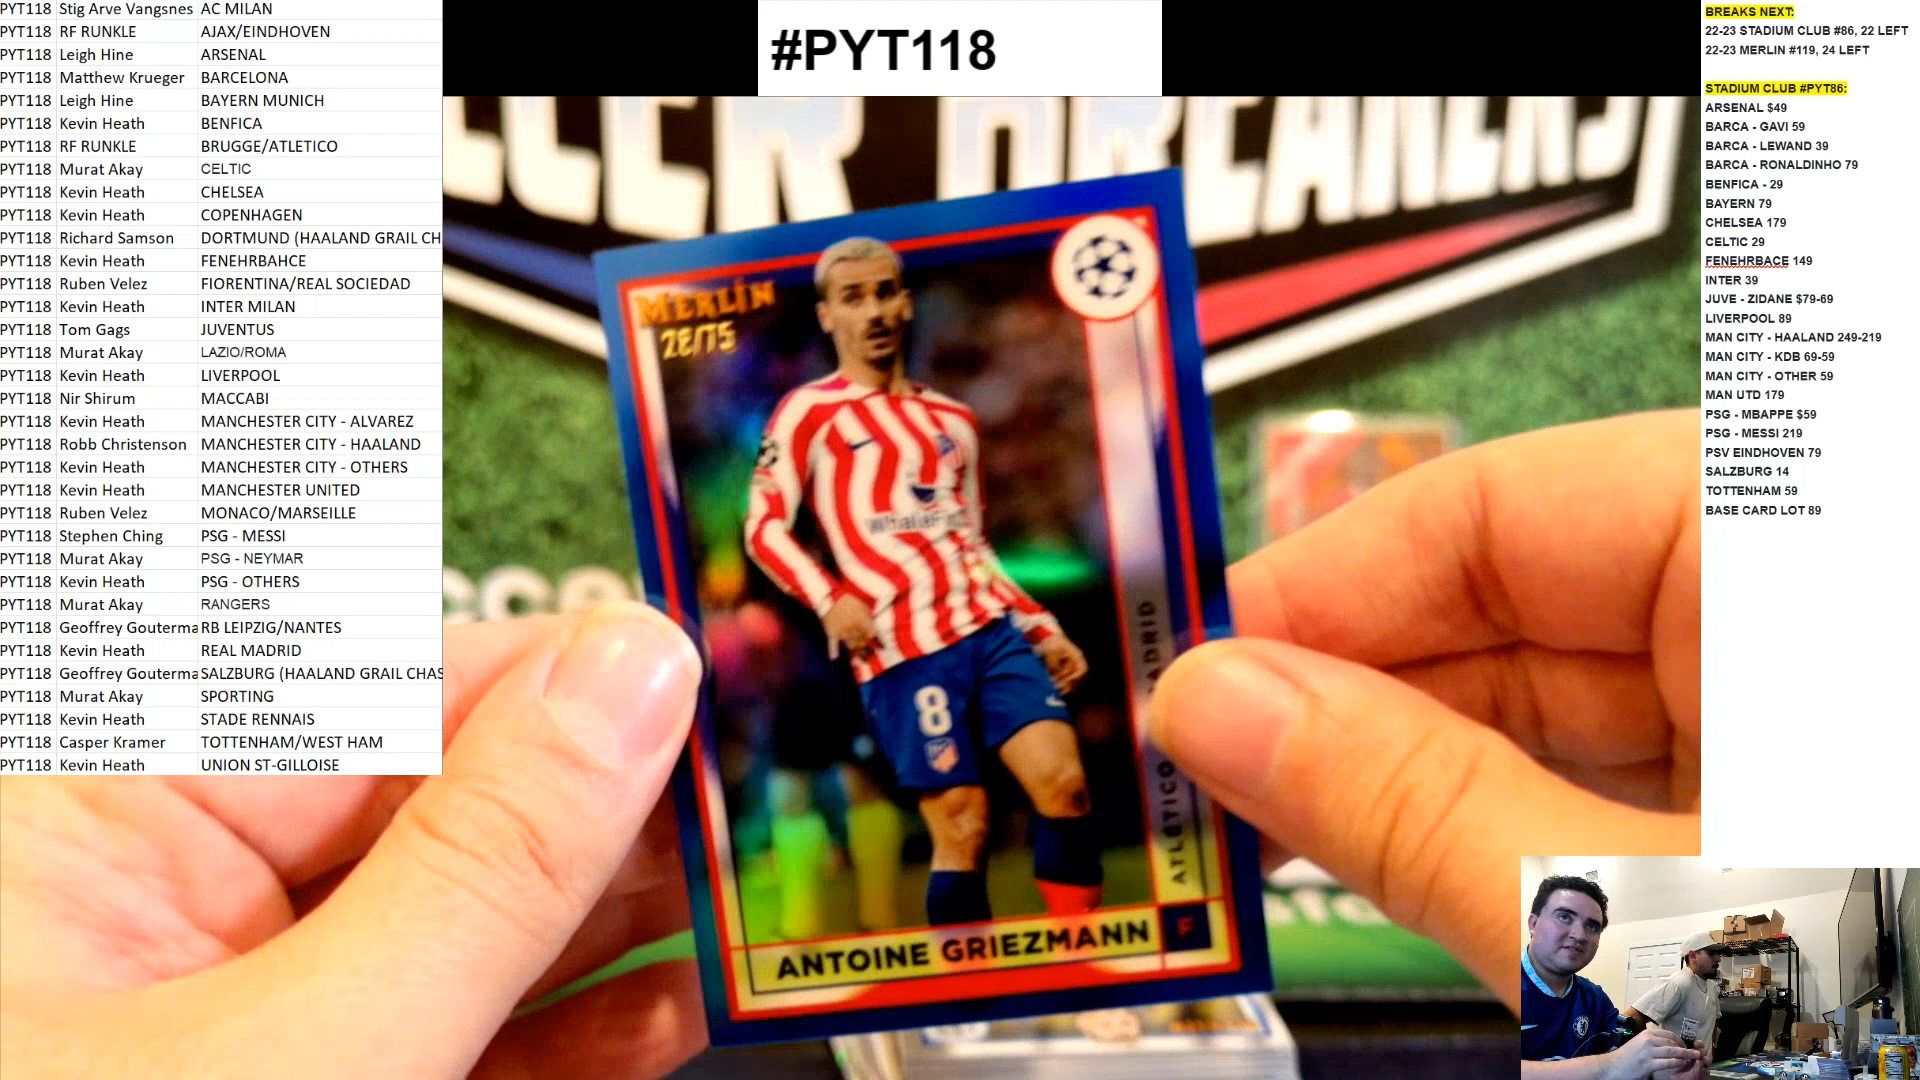 PYT118 Stig Arve Vangsnes AC MILAN
PYT118 RF RUNKLE AJAX/EINDHOVEN
PYT118 Leigh Hine ARSENAL
PYT118 Matthew Krueger BARCELONA
PYT118 Leigh Hine BAYERN MUNICH
PYT118 Kevin Heath BENFICA
PYT118 RF RUNKLE BRUGGE/ATLETICO
PYT118 Murat Akay CELTIC
PYT118 Kevin Heath CHELSEA
PYT118 Kevin Heath COPENHAGEN
PYT118 Richard Samson DORTMUND (HAALAND GRAIL CH
PYT118 Kevin Heath FENEHRBAHCE
PYT118 Ruben Velez FIORENTINA/REAL SOCIEDAD
PYT118 Kevin Heath INTER MILAN
PYT118 Tom Gags JUVENTUS
PYT118 Murat Akay LAZIO/ROMA
PYT118 Kevin Heath LIVERPOOL
PYT118 Nir Shirum MACCABI
PYT118 Kevin Heath MANCHESTER CITY - ALVAREZ
PYT118 Robb Christenson MANCHESTER CITY - HAALAND
PYT118 Kevin Heath MANCHESTER CITY - OTHERS
PYT118 Kevin Heath MANCHESTER UNITED
PYT118 Ruben Velez MONACO/MARSEILLE
PYT118 Stephen Ching PSG - MESSI
PYT118 Murat Akay PSG - NEYMAR
PYT118 Kevin Heath PSG - OTHERS
PYT118 Murat Akay RANGERS
PYT118 Geoffrey Gouterma RB LEIPZIG/NANTES
PYT118 Kevin Heath REAL MADRID
PYT118 Geoffrey Gouterma SALZBURG (HAALAND GRAIL CHAS
PYT118 Murat Akay SPORTING
PYT118 Kevin Heath STADE RENNAIS
PYT118 Casper Kramer TOTTENHAM/WEST HAM
PYT118 Kevin Heath UNION ST-GILLOISE
#PYT118
MERLIN
28/75
8
ATLÉTICO
ANTOINE GRIEZMANN F
BREAKS NEXT:
22-23 STADIUM CLUB #86, 22 LEFT
22-23 MERLIN #119, 24 LEFT
STADIUM CLUB #PYT86:
ARSENAL $49
BARCA - GAVI 59
BARCA - LEWAND 39
BARCA - RONALDINHO 79
BENFICA - 29
BAYERN 79
CHELSEA 179
CELTIC 29
FENEHRBACE 149
INTER 39
JUVE - ZIDANE $79-69
LIVERPOOL 89
MAN CITY - HAALAND 249-219
MAN CITY - KDB 69-59
MAN CITY - OTHER 59
MAN UTD 179
PSG - MBAPPE $59
PSG - MESSI 219
PSV EINDHOVEN 79
SALZBURG 14
TOTTENHAM 59
BASE CARD LOT 89